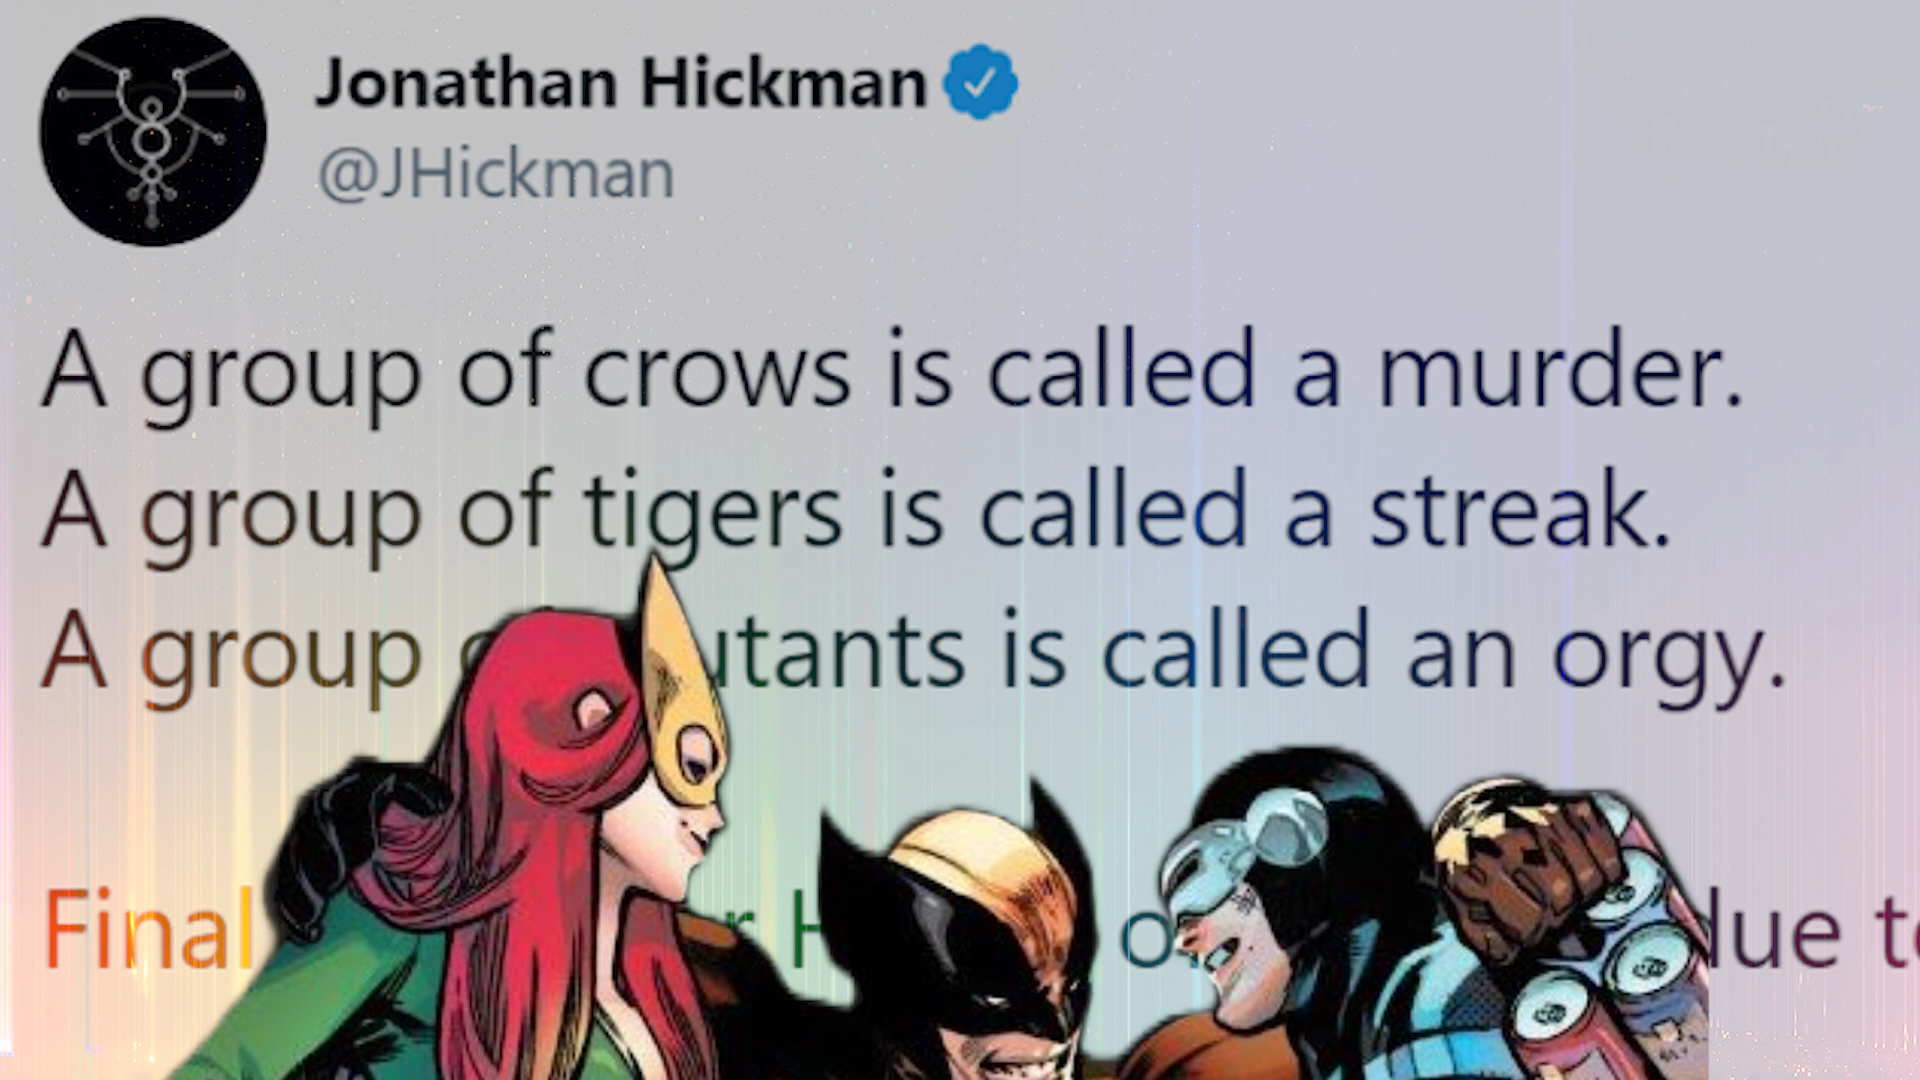 Jonathan Hickman
@JHickman
A group of crows is called a murder.
A group of tigers is called a streak.
A group utants is called an orgy.
Final due